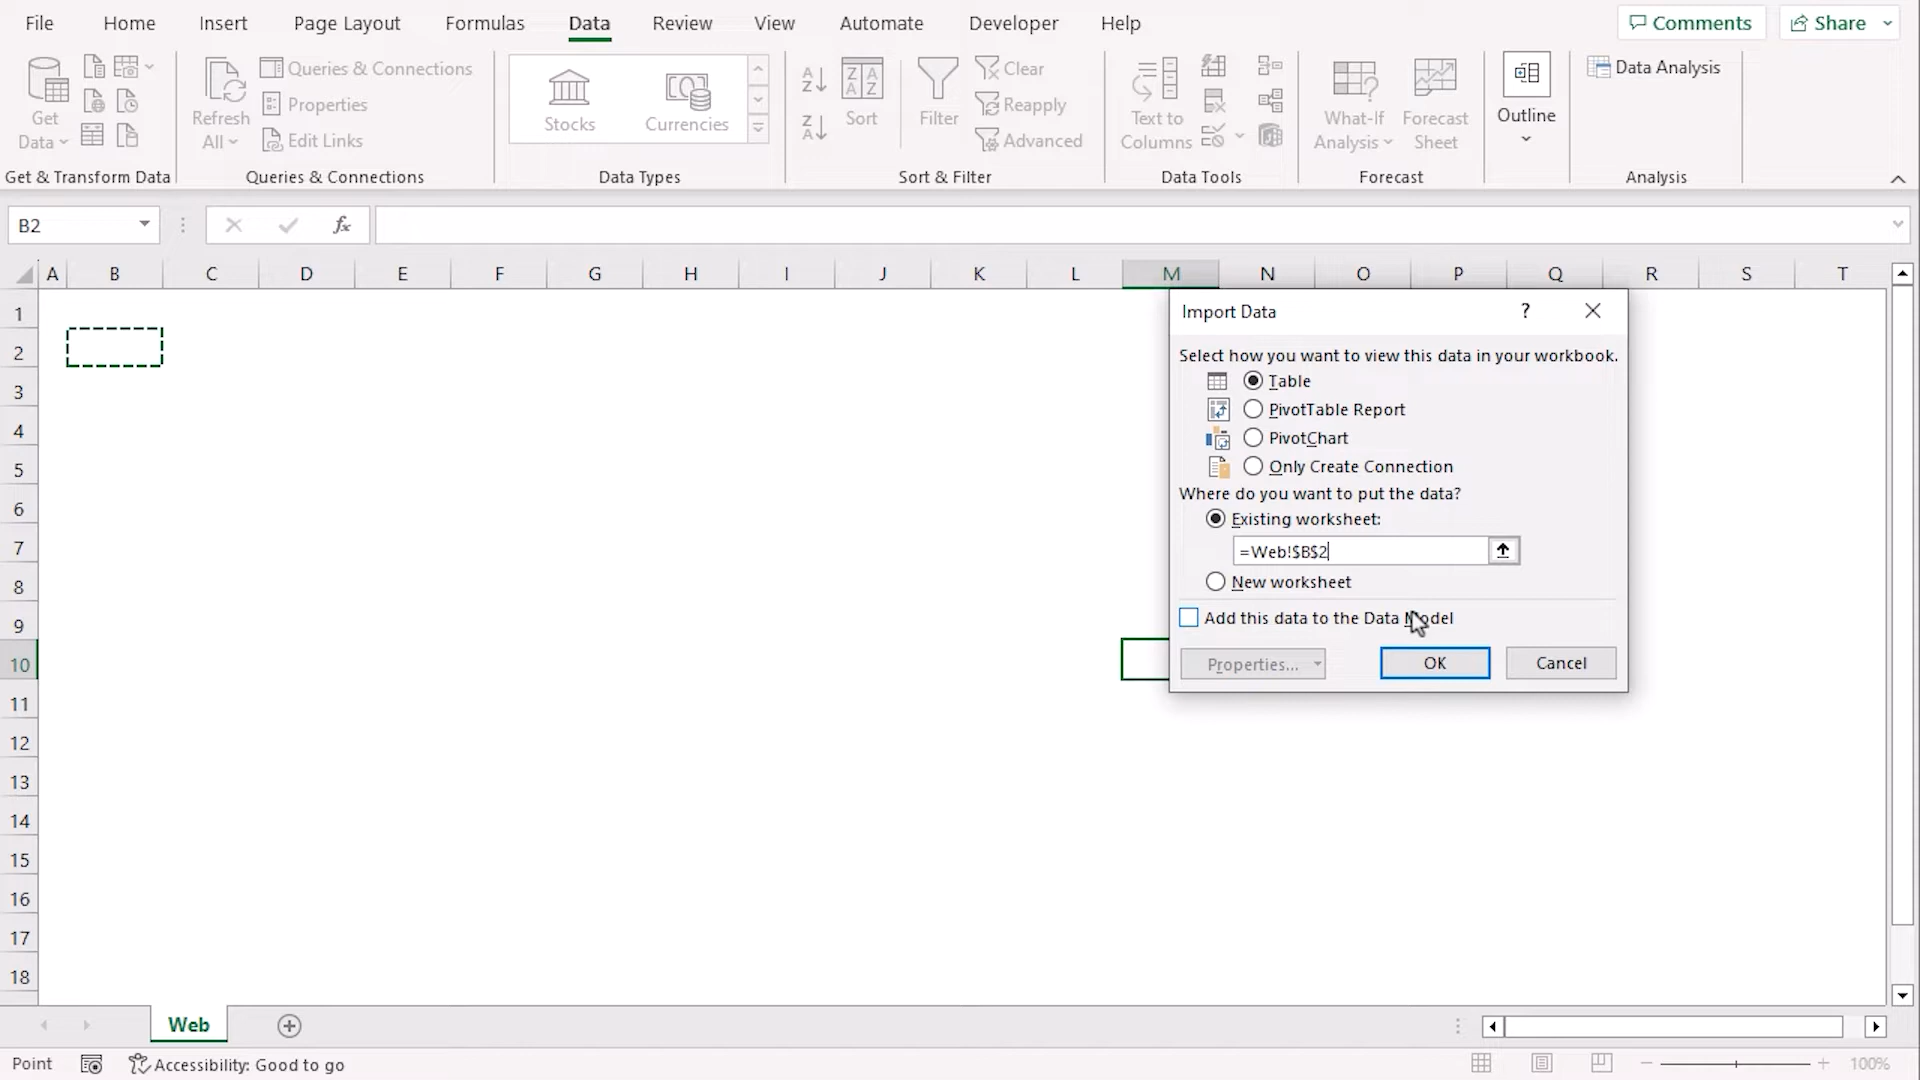 File Home Insert Page Layout Formulas Data Review View Automate Developer Help Comments Share
Get Data
Get & Transform Data
Refresh All
Queries & Connections
Properties
Edit Links
Queries & Connections
Stocks Currencies
Data Types
Sort
Filter
Clear
Reapply
Advanced
Sort & Filter
Text to Columns
Data Tools
What-If Analysis
Forecast Sheet
Forecast
Outline
Data Analysis
Analysis
B2 fx
A B C D E F G H I J K L M N O P Q R S T
1
2
3
4
5
6
7
8
9
10
11
12
13
14
15
16
17
18
Import Data ?
Select how you want to view this data in your workbook.
Table
PivotTable Report
PivotChart
Only Create Connection
Where do you want to put the data?
Existing worksheet:
=Web!$B$2
New worksheet
Add this data to the Data Model
Properties... OK Cancel
Web
Point Accessibility: Good to go 100%